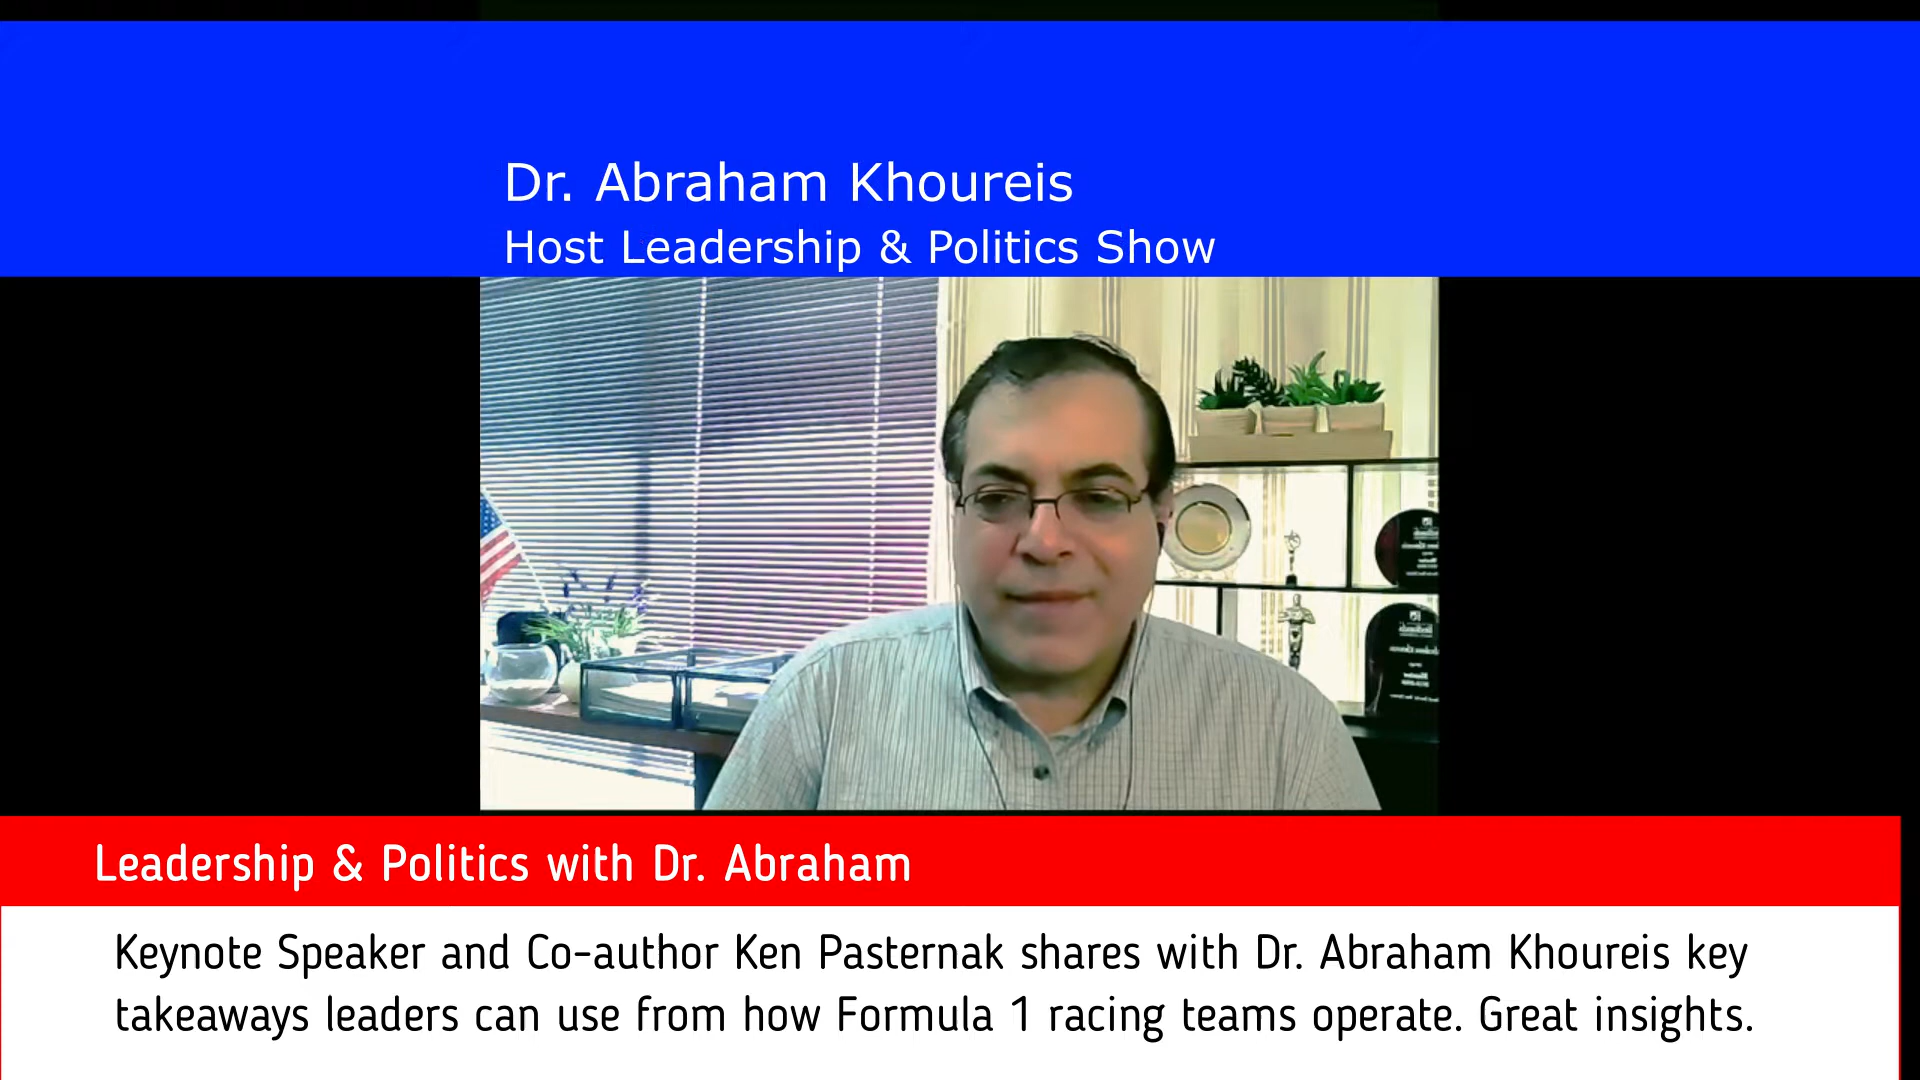 Dr. Abraham Khoureis
Host Leadership & Politics Show
Leadership & Politics with Dr. Abraham
Keynote Speaker and Co-author Ken Pasternak shares with Dr. Abraham Khoureis key
takeaways leaders can use from how Formula 1 racing teams operate. Great insights.